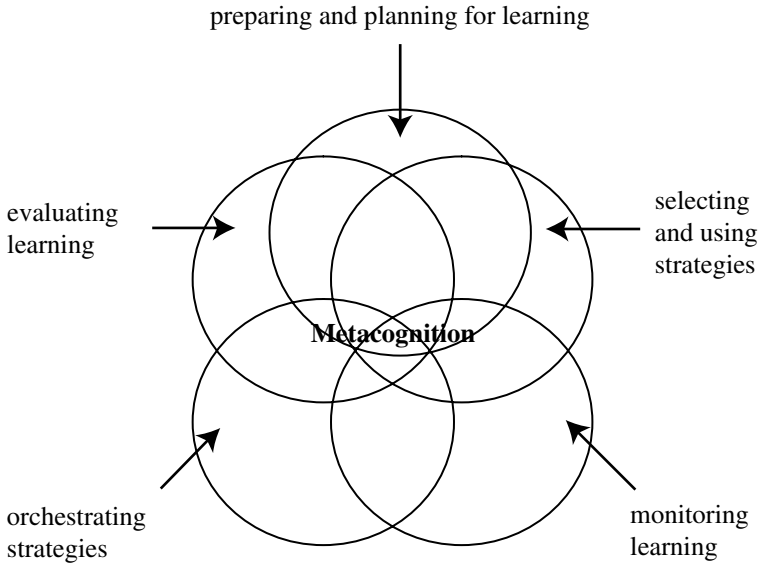 preparing and planning for learning
evaluating
learning
selecting
and using
strategies
Metacognition
orchestrating
strategies
monitoring
learning